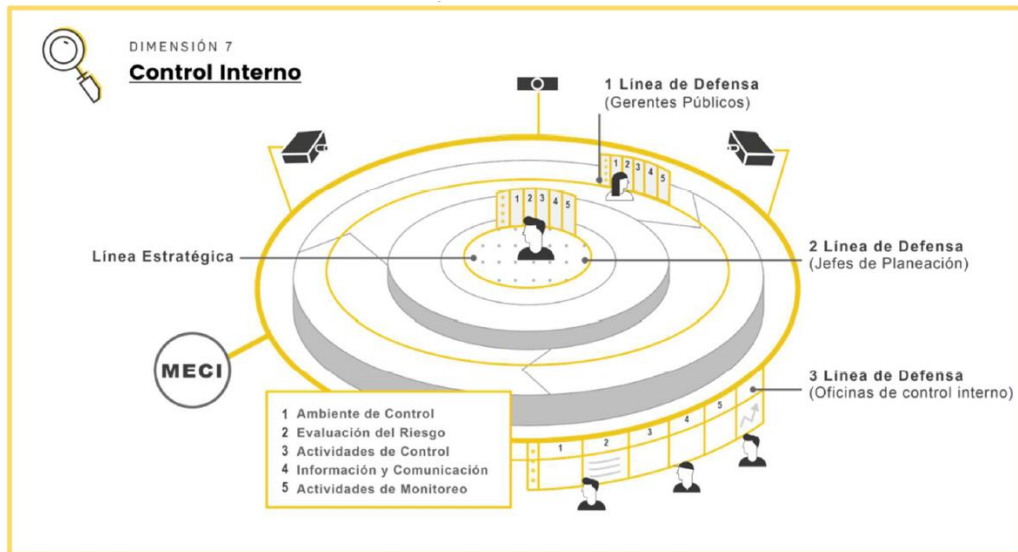 DIMENSIÓN 7
Control Interno
1 Línea de Defensa
(Gerentes Públicos)
1 2 3 4 5
1 2 3 4 5
Línea Estratégica
2 Línea de Defensa
(Jefes de Planeación)
MECI
3 Línea de Defensa
(Oficinas de control interno)
1 Ambiente de Control
2 Evaluación del Riesgo
3 Actividades de Control
4 Información y Comunicación
5 Actividades de Monitoreo
1 2 3 4 5